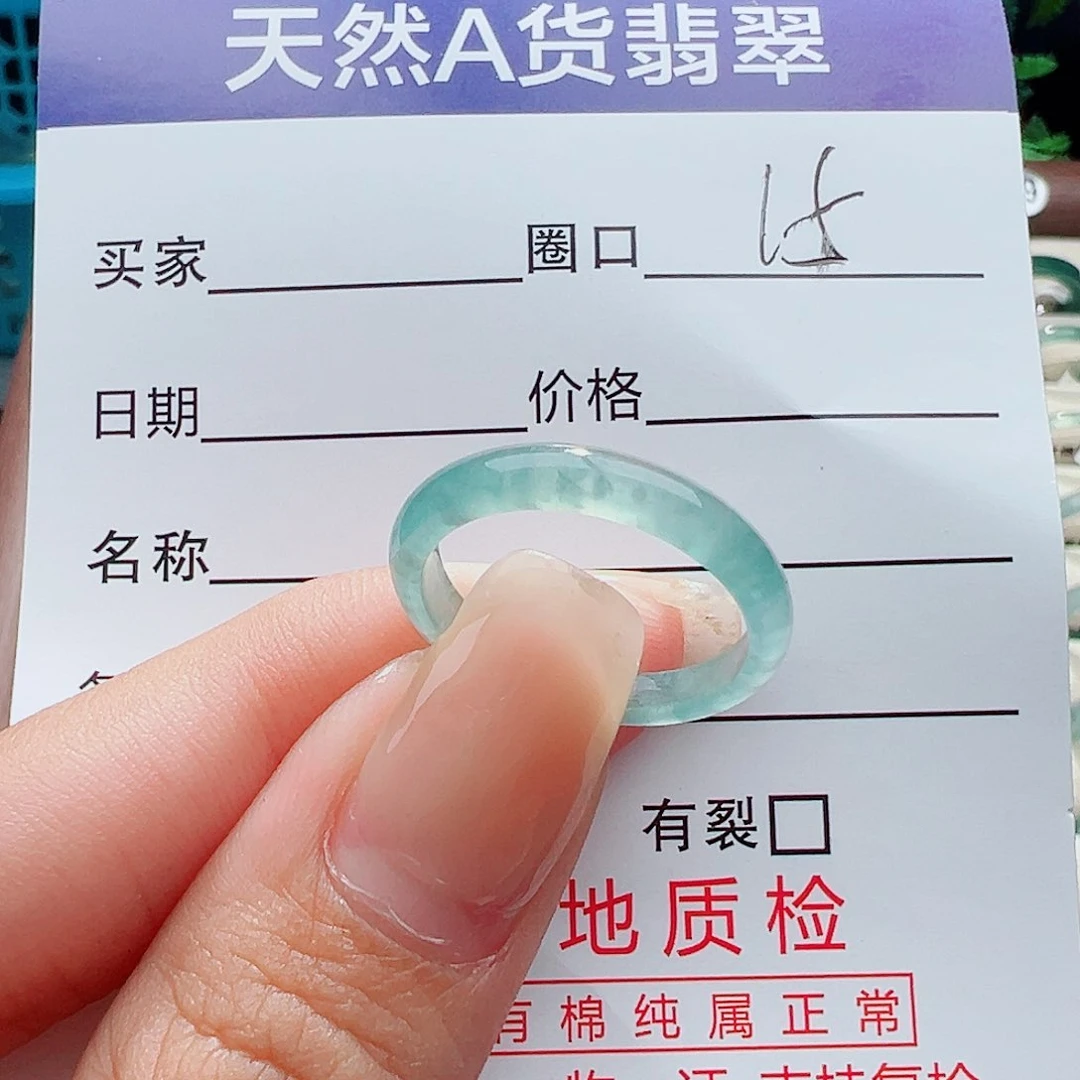 天然A货翡翠
买家 圈口 15
日期 价格
名称
有裂
地质检
有棉纯属正常